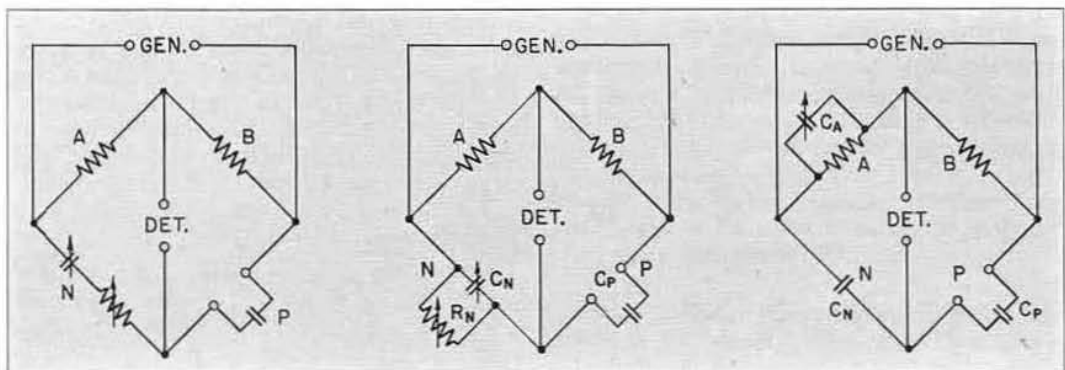 GEN. GEN. GEN.
A B A B C_A A B
DET. DET. DET.
N P N C_N R_N C_P P N C_N P C_P